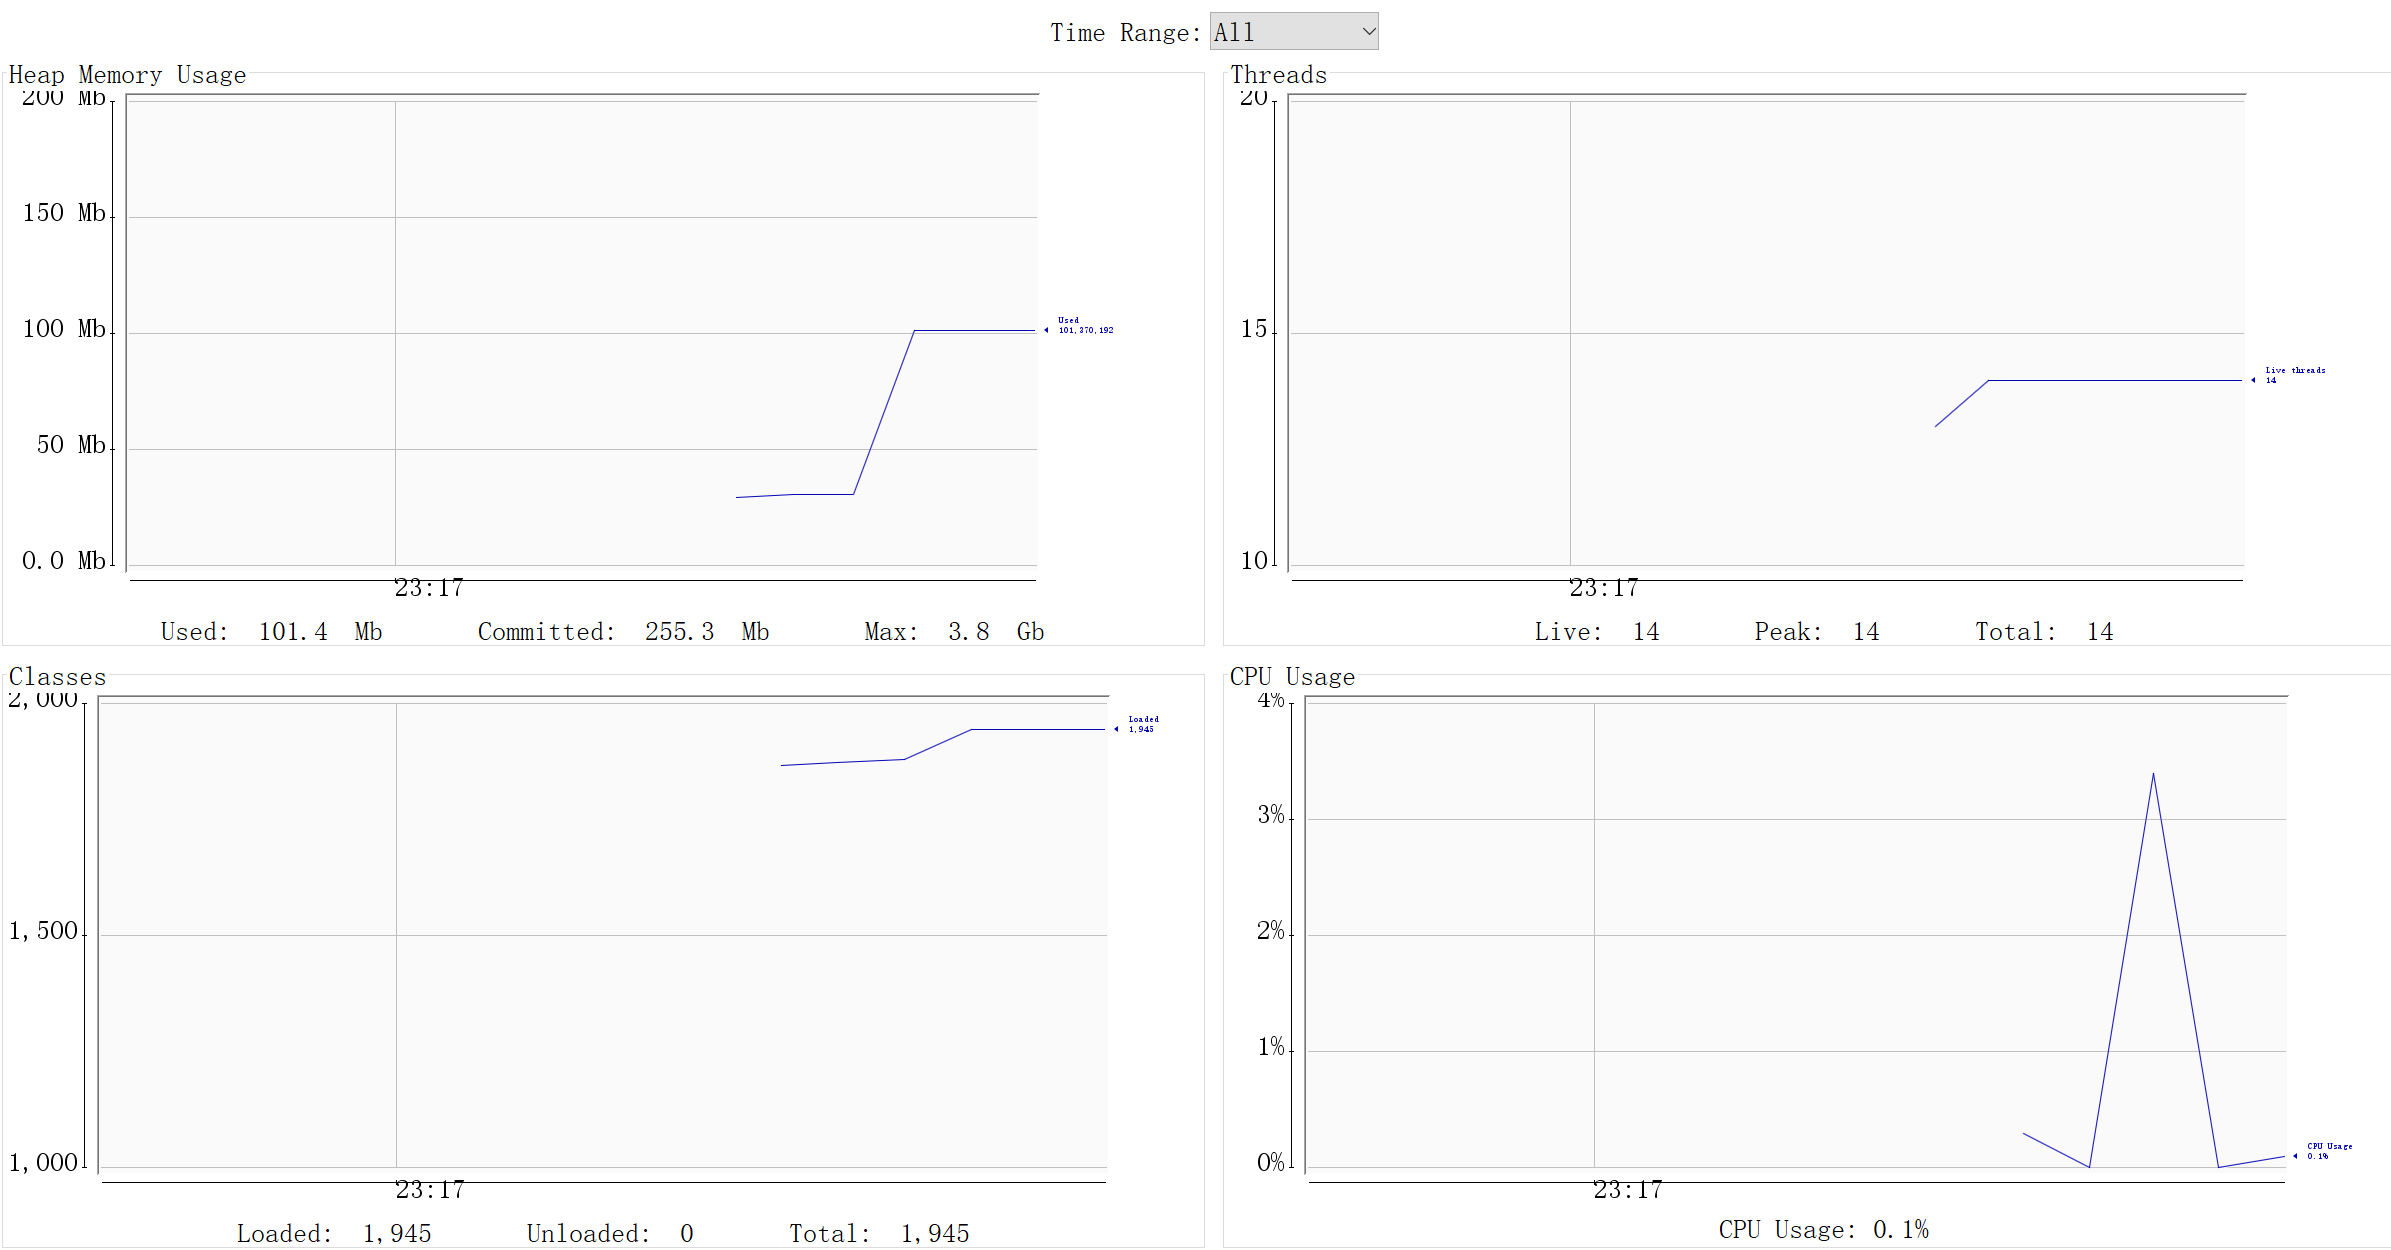 Time Range: All
Heap Memory Usage
200 Mb
150 Mb
100 Mb
50 Mb
0.0 Mb
23:17
Used
101,370,192
Used: 101.4 Mb Committed: 255.3 Mb Max: 3.8 Gb
Threads
20
15
10
23:17
Live threads
14
Live: 14 Peak: 14 Total: 14
Classes
2,000
1,500
1,000
23:17
Loaded
1,945
Loaded: 1,945 Unloaded: 0 Total: 1,945
CPU Usage
4%
3%
2%
1%
0%
23:17
CPU Usage
0.1%
CPU Usage: 0.1%